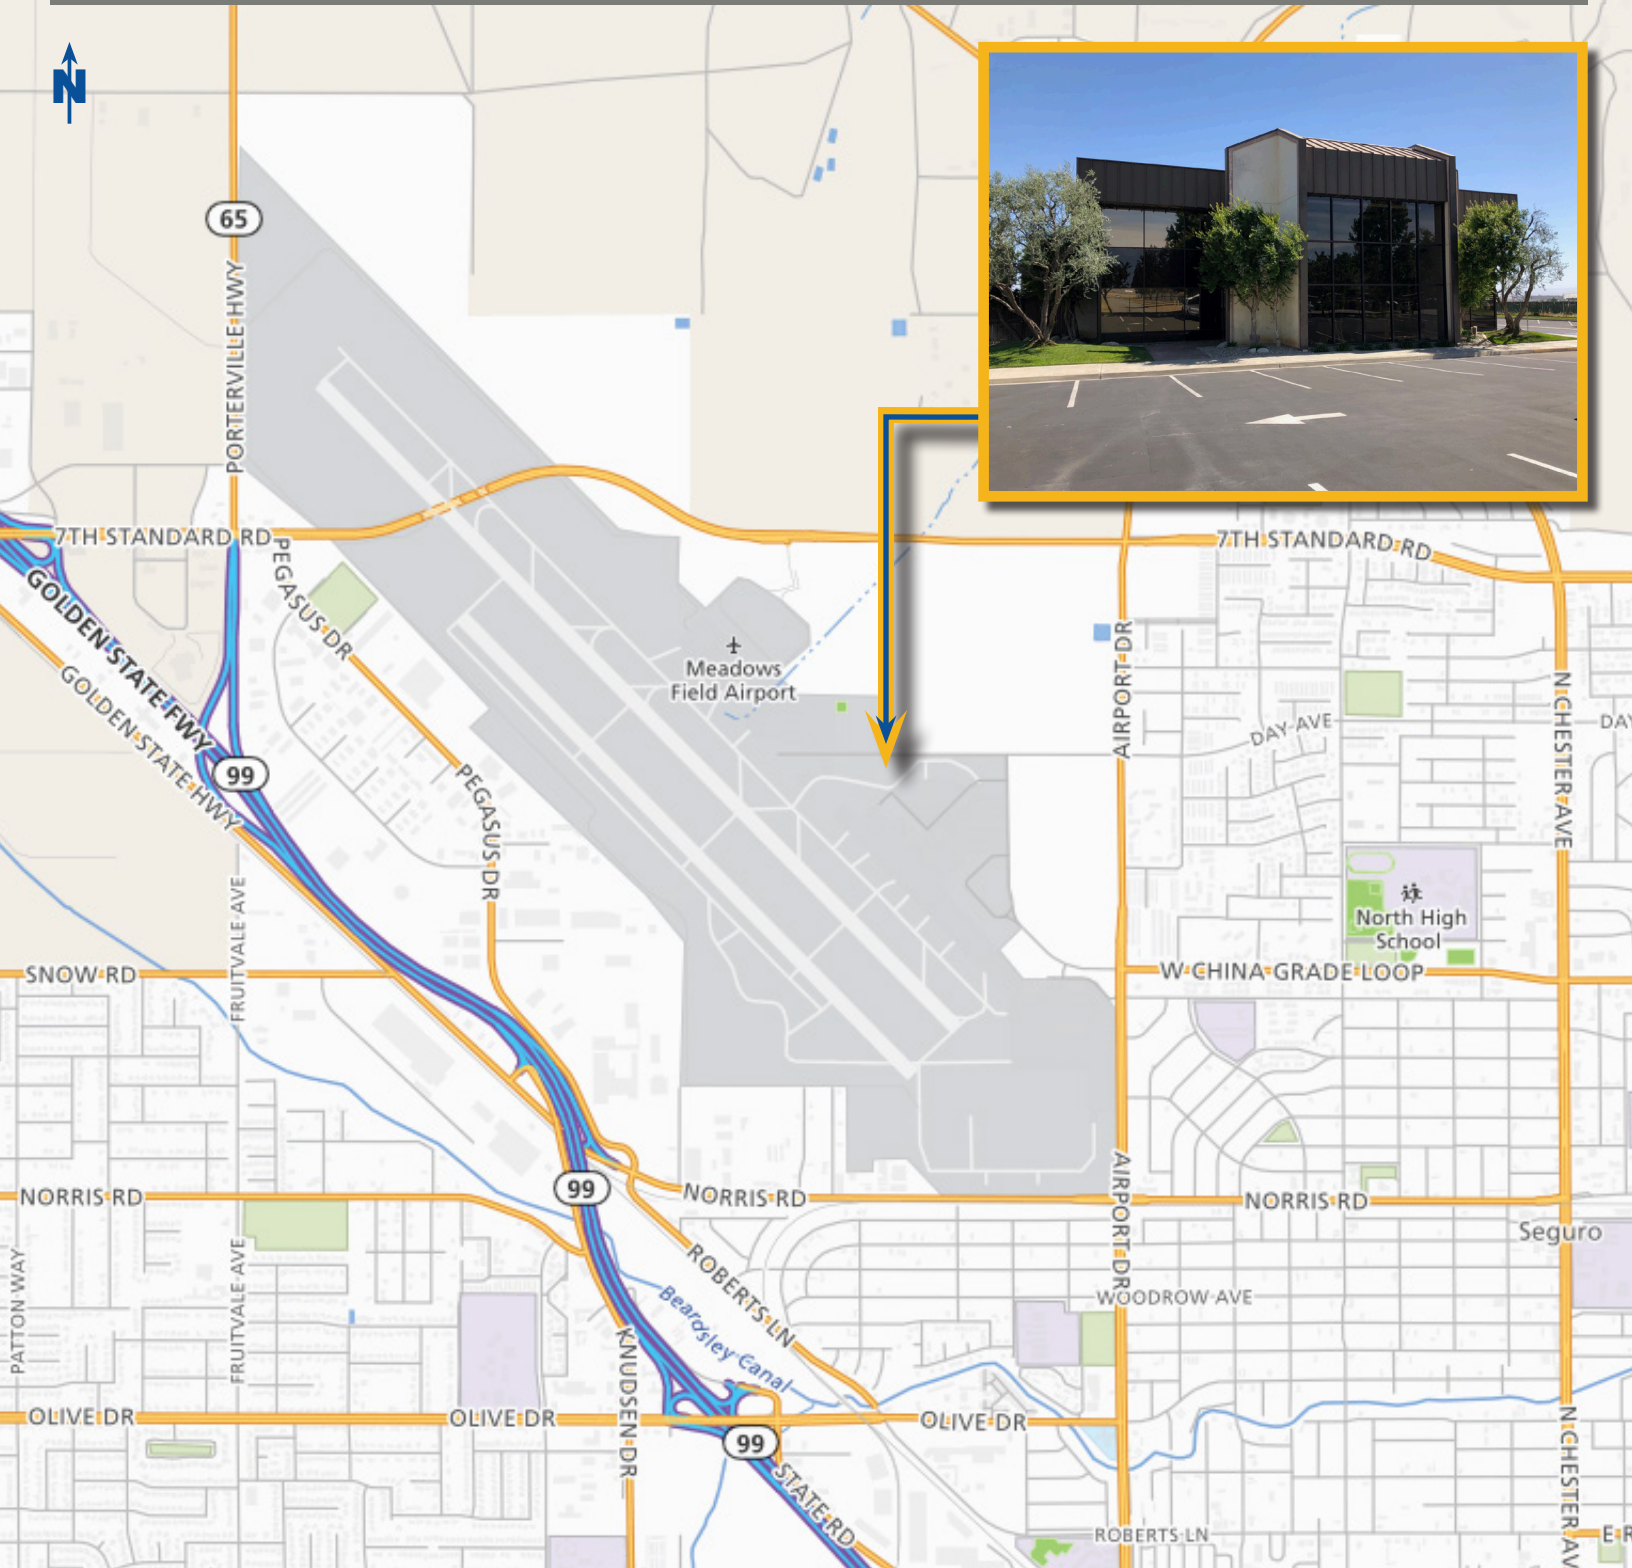 N
65
PORTERVILLE HWY
7TH STANDARD RD
7TH STANDARD RD
PEGASUS DR
GOLDEN STATE FWY
GOLDEN STATE HWY
Meadows
Field Airport
AIRPORT DR
N CHESTER AVE
DAY AVE
DAY
99
PEGASUS DR
FRUITVALE AVE
North High
School
SNOW RD
W CHINA GRADE LOOP
99
NORRIS RD
NORRIS RD
NORRIS RD
AIRPORT DR
Seguro
PATTON WAY
FRUITVALE AVE
ROBERTS LN
Beardsley Canal
WOODROW AVE
KNUDSEN DR
OLIVE DR
OLIVE DR
OLIVE DR
99
STATE RD
N CHESTER AV
ROBERTS LN
E R